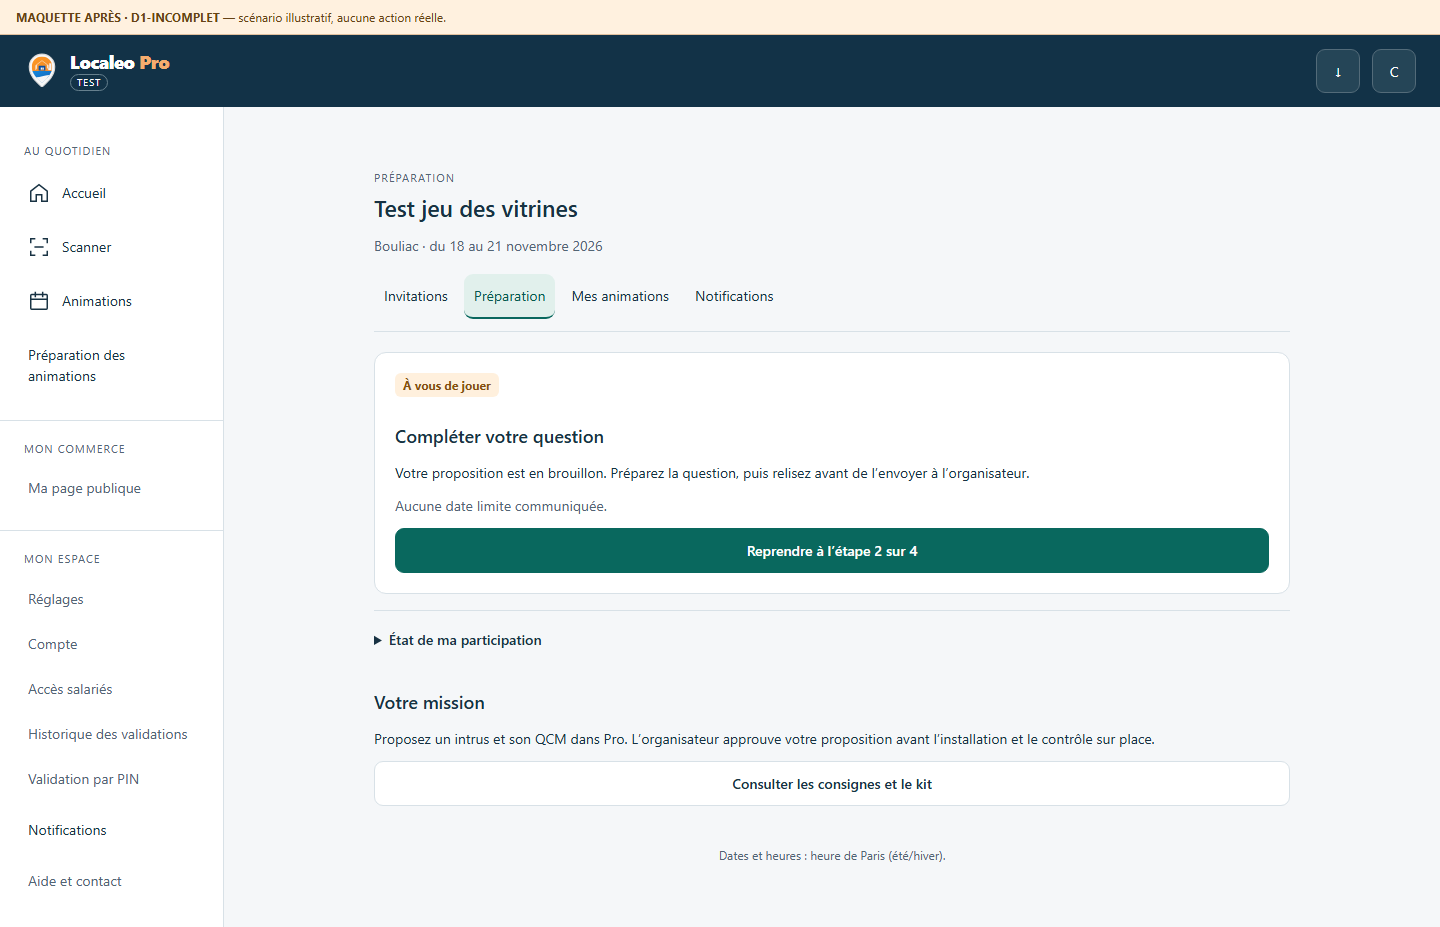 MAQUETTE APRÈS · D1-INCOMPLET — scénario illustratif, aucune action réelle.
Localeo Pro
TEST
↓
C
AU QUOTIDIEN
Accueil
Scanner
Animations
Préparation des
animations
MON COMMERCE
Ma page publique
MON ESPACE
Réglages
Compte
Accès salariés
Historique des validations
Validation par PIN
Notifications
Aide et contact
PRÉPARATION
Test jeu des vitrines
Bouliac · du 18 au 21 novembre 2026
Invitations Préparation Mes animations Notifications
À vous de jouer
Compléter votre question
Votre proposition est en brouillon. Préparez la question, puis relisez avant de l’envoyer à l’organisateur.
Aucune date limite communiquée.
Reprendre à l’étape 2 sur 4
État de ma participation
Votre mission
Proposez un intrus et son QCM dans Pro. L’organisateur approuve votre proposition avant l’installation et le contrôle sur place.
Consulter les consignes et le kit
Dates et heures : heure de Paris (été/hiver).